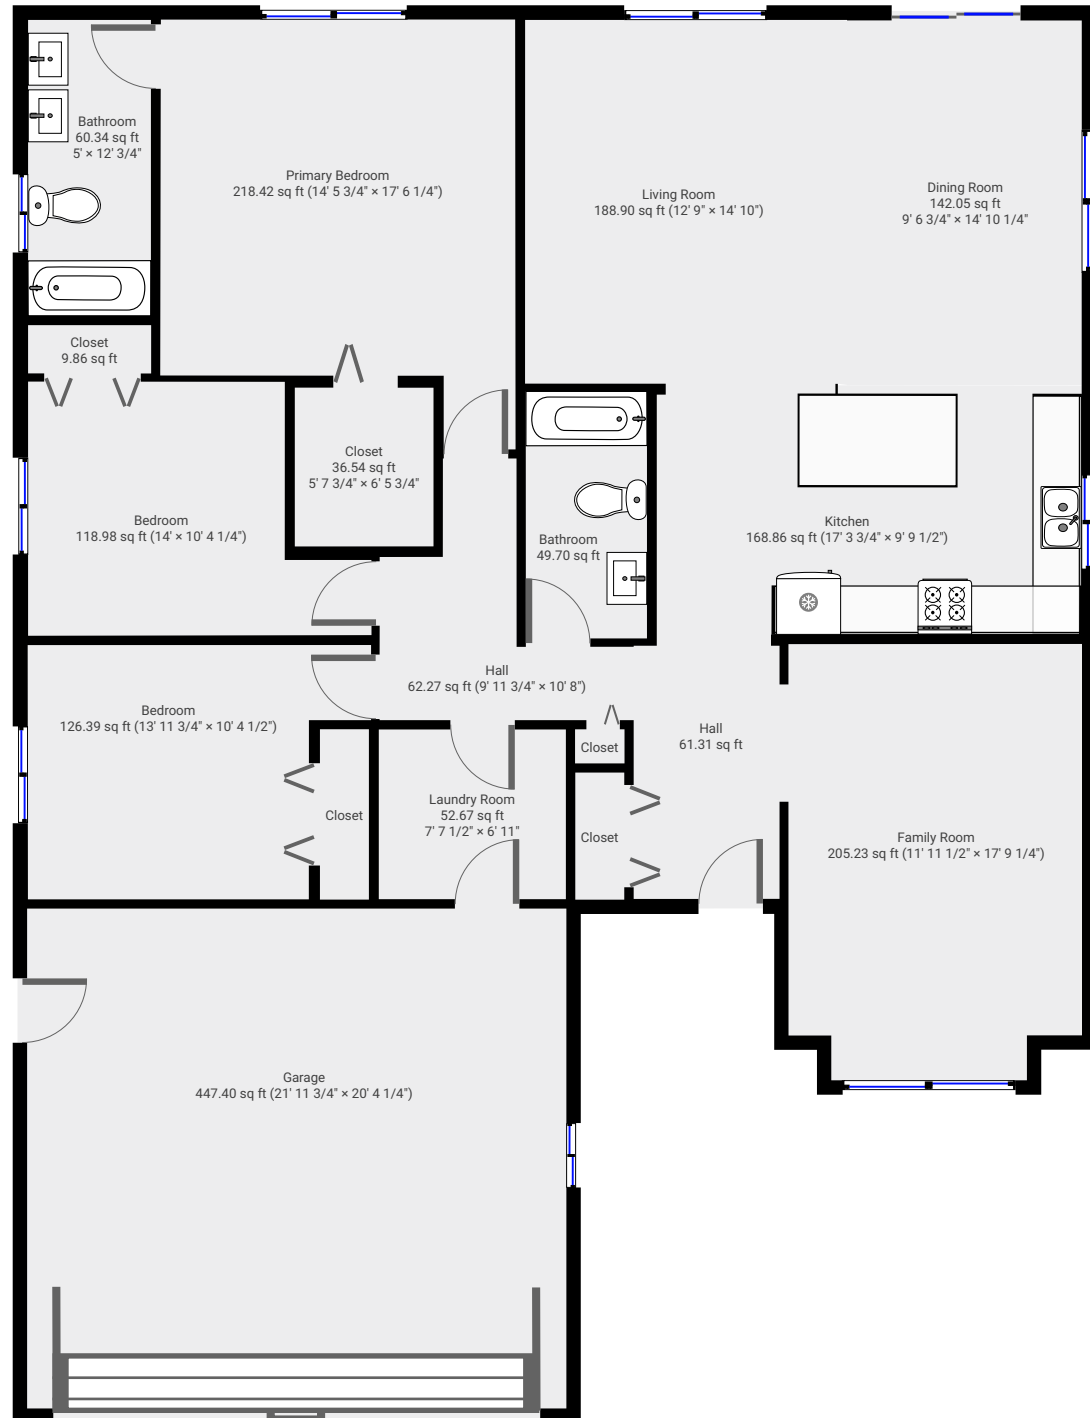 Bathroom
60.34 sq ft
5' × 12' 3/4"
Primary Bedroom
218.42 sq ft (14' 5 3/4" × 17' 6 1/4")
Living Room
188.90 sq ft (12' 9" × 14' 10")
Dining Room
142.05 sq ft
9' 6 3/4" × 14' 10 1/4"
Closet
9.86 sq ft
Closet
36.54 sq ft
5' 7 3/4" × 6' 5 3/4"
Bedroom
118.98 sq ft (14' × 10' 4 1/4")
Bathroom
49.70 sq ft
Kitchen
168.86 sq ft (17' 3 3/4" × 9' 9 1/2")
Hall
62.27 sq ft (9' 11 3/4" × 10' 8")
Bedroom
126.39 sq ft (13' 11 3/4" × 10' 4 1/2")
Hall
61.31 sq ft
Closet
Laundry Room
52.67 sq ft
7' 7 1/2" × 6' 11"
Closet
Closet
Family Room
205.23 sq ft (11' 11 1/2" × 17' 9 1/4")
Garage
447.40 sq ft (21' 11 3/4" × 20' 4 1/4")